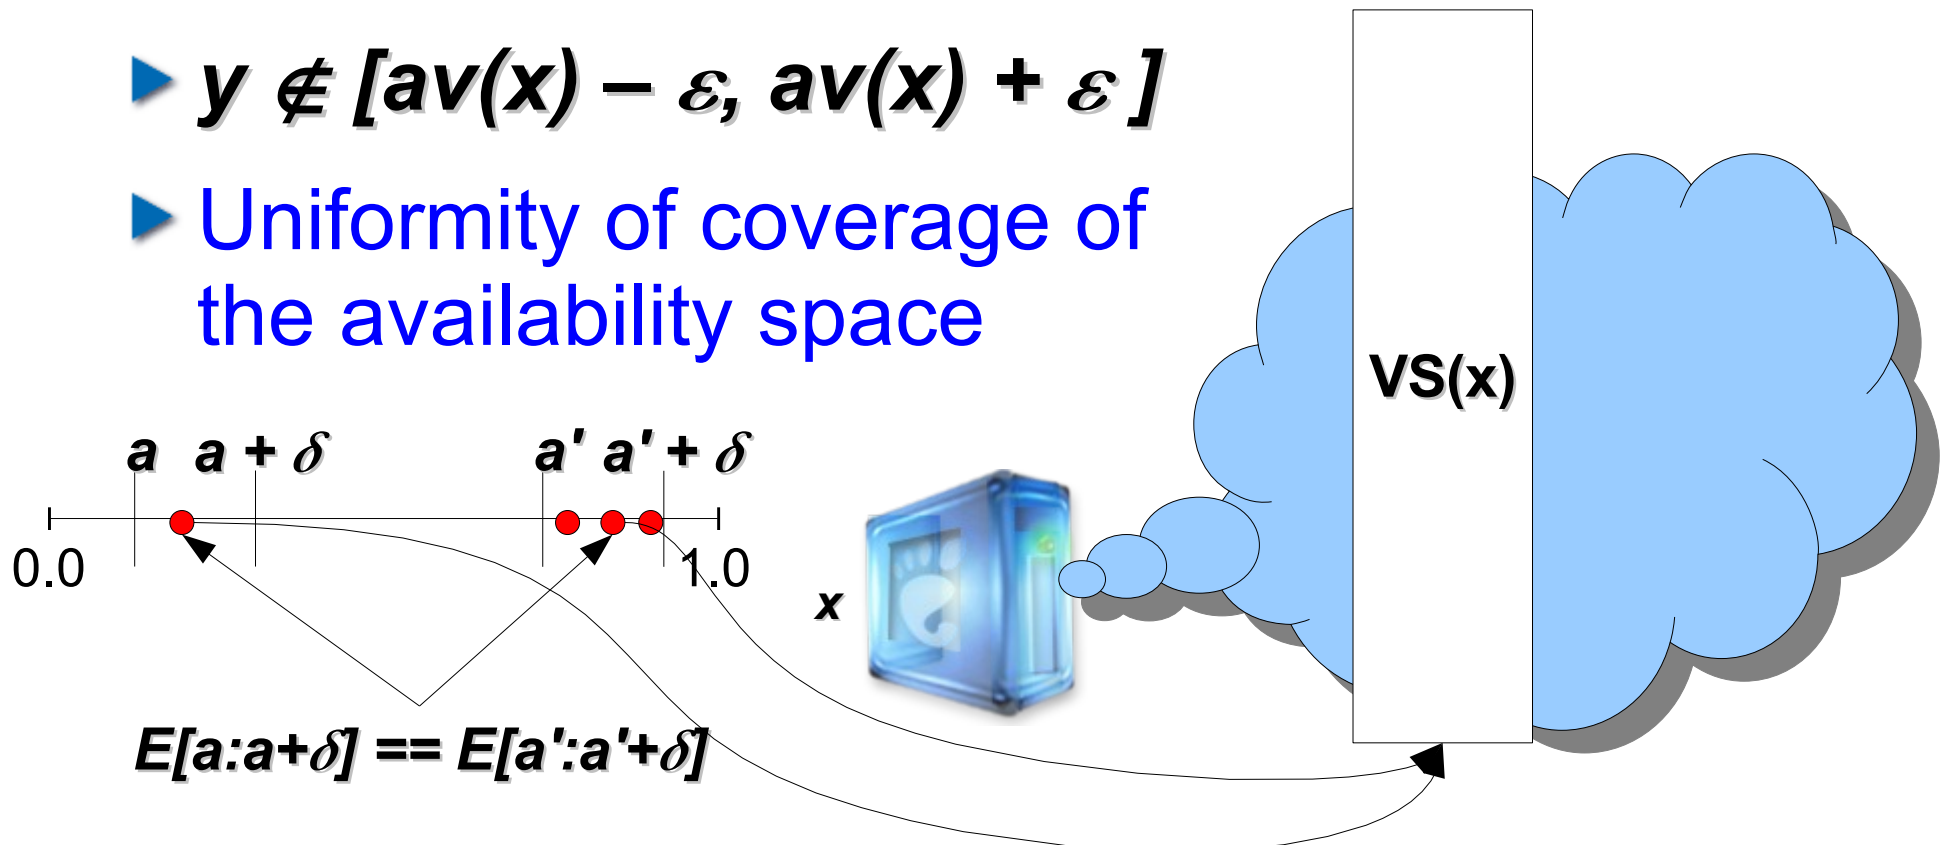 y ∉ [av(x) – ε, av(x) + ε ]
Uniformity of coverage of
the availability space
VS(x)
a a + δ a' a' + δ
0.0 1.0
x
E[a:a+δ] == E[a':a'+δ]